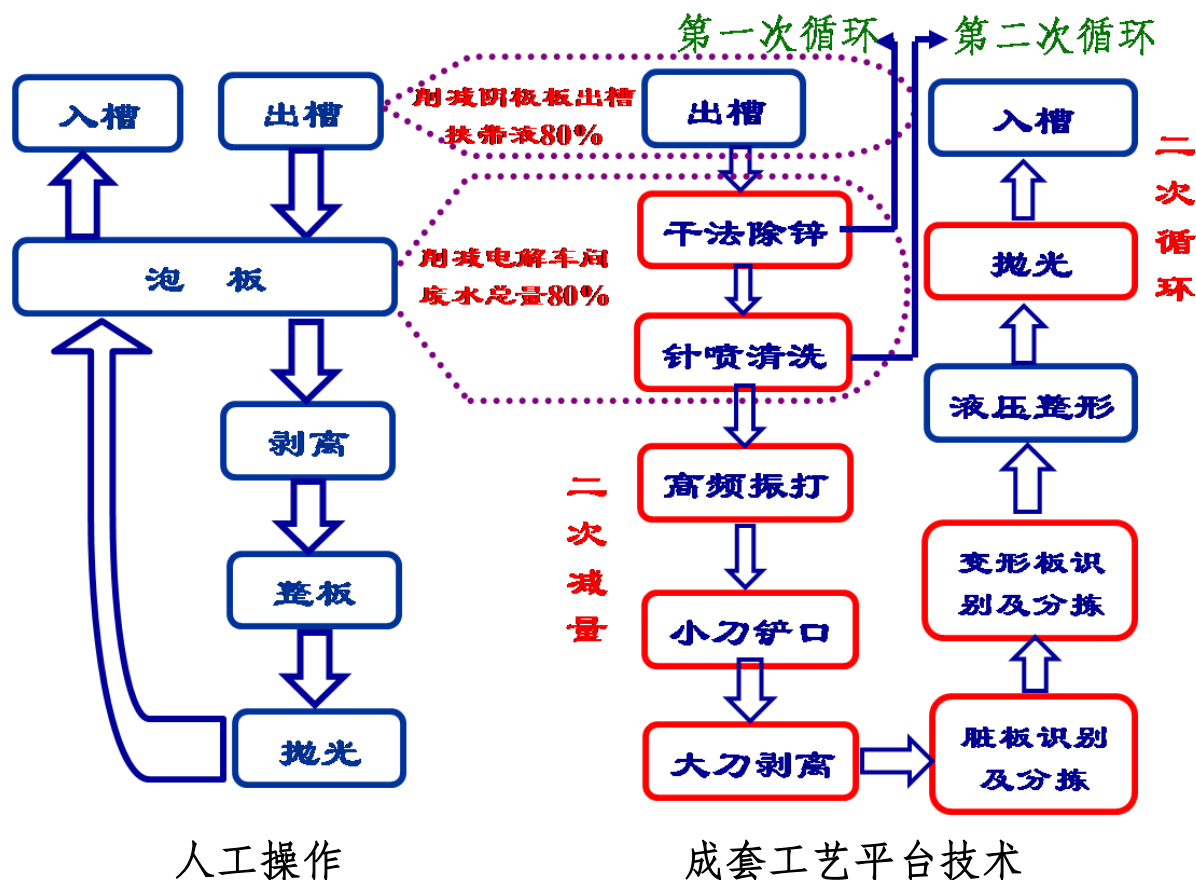 第一次循环
第二次循环
入槽
出槽
泡 板
剥离
整板
抛光
人工操作
削减阴极板出槽
挟带液80%
削减电解车间
废水总量80%
二次减量
出槽
干法除锌
针喷清洗
高频振打
小刀铲口
大刀剥离
脏板识别
及分拣
变形板识
别及分拣
液压整形
抛光
入槽
二次循环
成套工艺平台技术